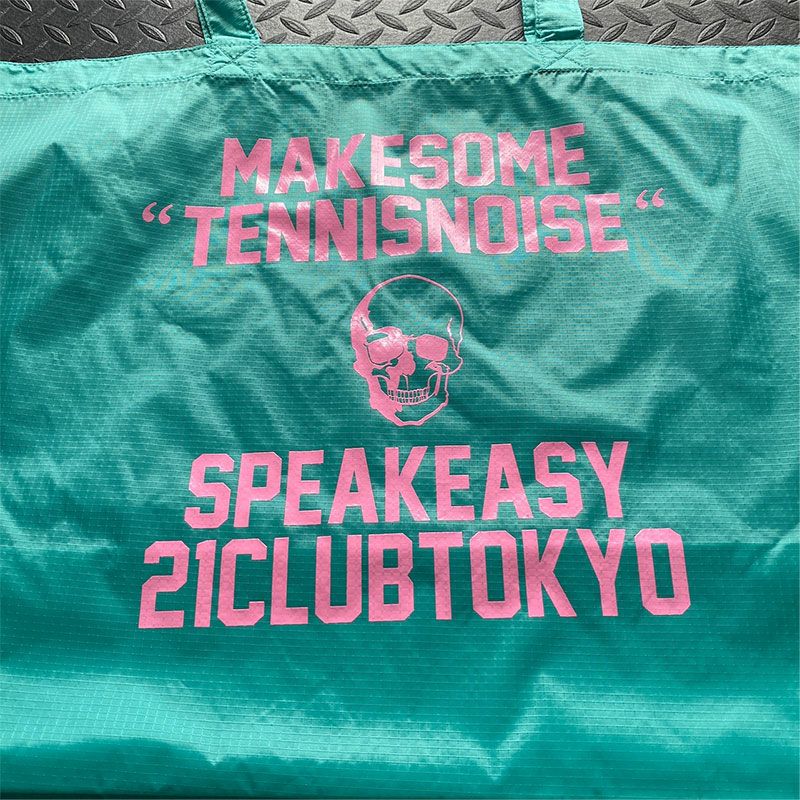 MAKESOME
“TENNISNOISE“
SPEAKEASY
21CLUBTOKYO